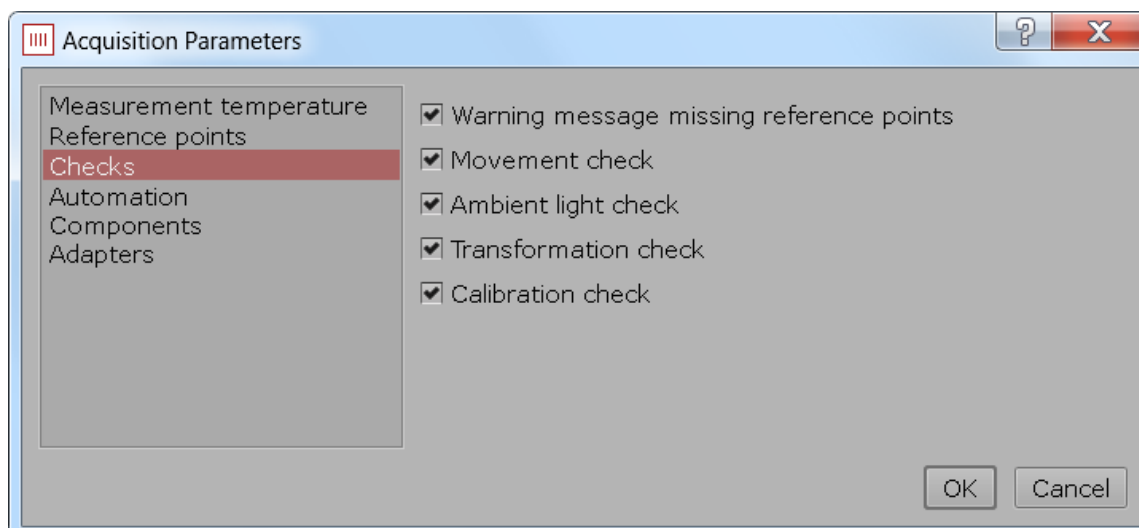 Acquisition Parameters
Measurement temperature
Reference points
Checks
Automation
Components
Adapters
Warning message missing reference points
Movement check
Ambient light check
Transformation check
Calibration check
OK
Cancel